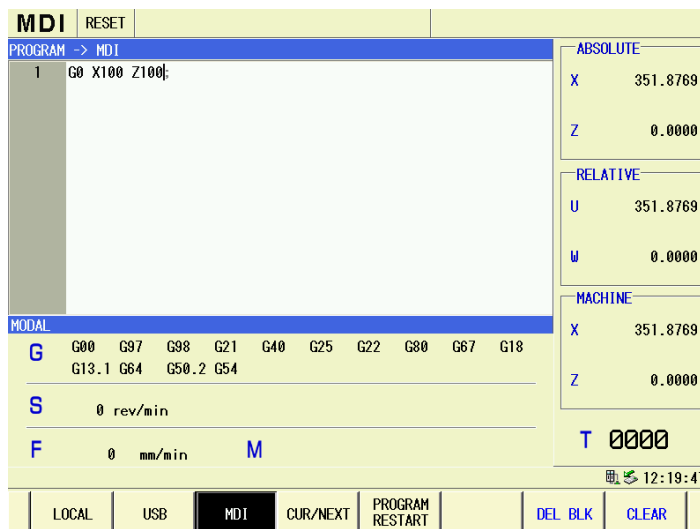 MDI RESET
PROGRAM -> MDI
1 G0 X100 Z100;
MODAL
G G00 G97 G98 G21 G40 G25 G22 G80 G67 G18
G13.1 G64 G50.2 G54
S 0 rev/min
F 0 mm/min M
ABSOLUTE
X 351.8769
Z 0.0000
RELATIVE
U 351.8769
W 0.0000
MACHINE
X 351.8769
Z 0.0000
T 0000
12:19:4
LOCAL USB MDI CUR/NEXT PROGRAM RESTART DEL BLK CLEAR